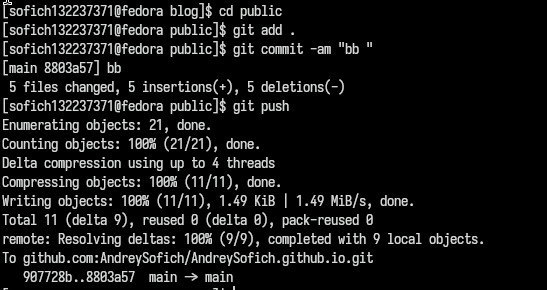 [sofich132237371@fedora blog]$ cd public
[sofich132237371@fedora public]$ git add .
[sofich132237371@fedora public]$ git commit -am "bb "
[main 8803a57] bb
 5 files changed, 5 insertions(+), 5 deletions(-)
[sofich132237371@fedora public]$ git push
Enumerating objects: 21, done.
Counting objects: 100% (21/21), done.
Delta compression using up to 4 threads
Compressing objects: 100% (11/11), done.
Writing objects: 100% (11/11), 1.49 KiB | 1.49 MiB/s, done.
Total 11 (delta 9), reused 0 (delta 0), pack-reused 0
remote: Resolving deltas: 100% (9/9), completed with 9 local objects.
To github.com:AndreySofich/AndreySofich.github.io.git
   907728b..8803a57  main -> main